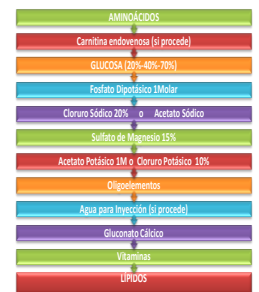 AMINOÁCIDOS
Carnitina endovenosa (si procede)
GLUCOSA (20%-40%-70%)
Fosfato Dipotásico 1Molar
Cloruro Sódico 20% o Acetato Sódico
Sulfato de Magnesio 15%
Acetato Potásico 1M o Cloruro Potásico 10%
Oligoelementos
Agua para Inyección (si procede)
Gluconato Cálcico
Vitaminas
LÍPIDOS